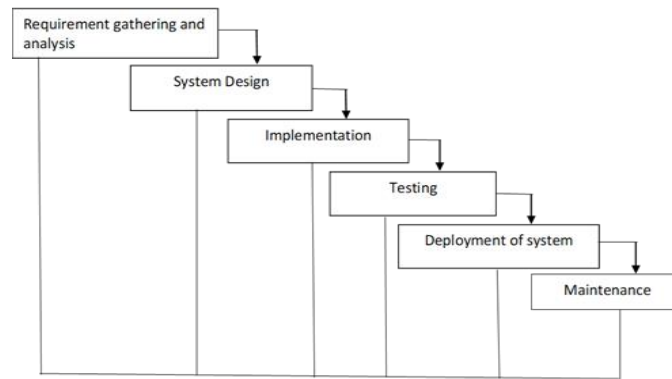 Requirement gathering and
analysis
System Design
Implementation
Testing
Deployment of system
Maintenance